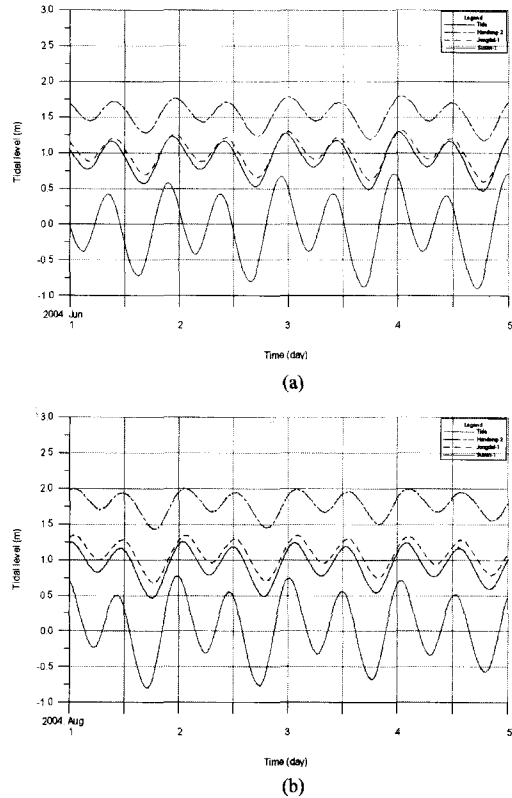 3.0
2.5
2.0
1.5
1.0
0.5
0.0
-0.5
-1.0
Tidal level (m)
Legend
Tide
Handong-2
Jongdal-1
Susan-1
2004 Jun
1
2
3
4
5
Time (day)
(a)
3.0
2.5
2.0
1.5
1.0
0.5
0.0
-0.5
-1.0
Tidal level (m)
Legend
Tide
Handong-2
Jongdal-1
Susan-1
2004 Aug
1
2
3
4
5
Time (day)
(b)